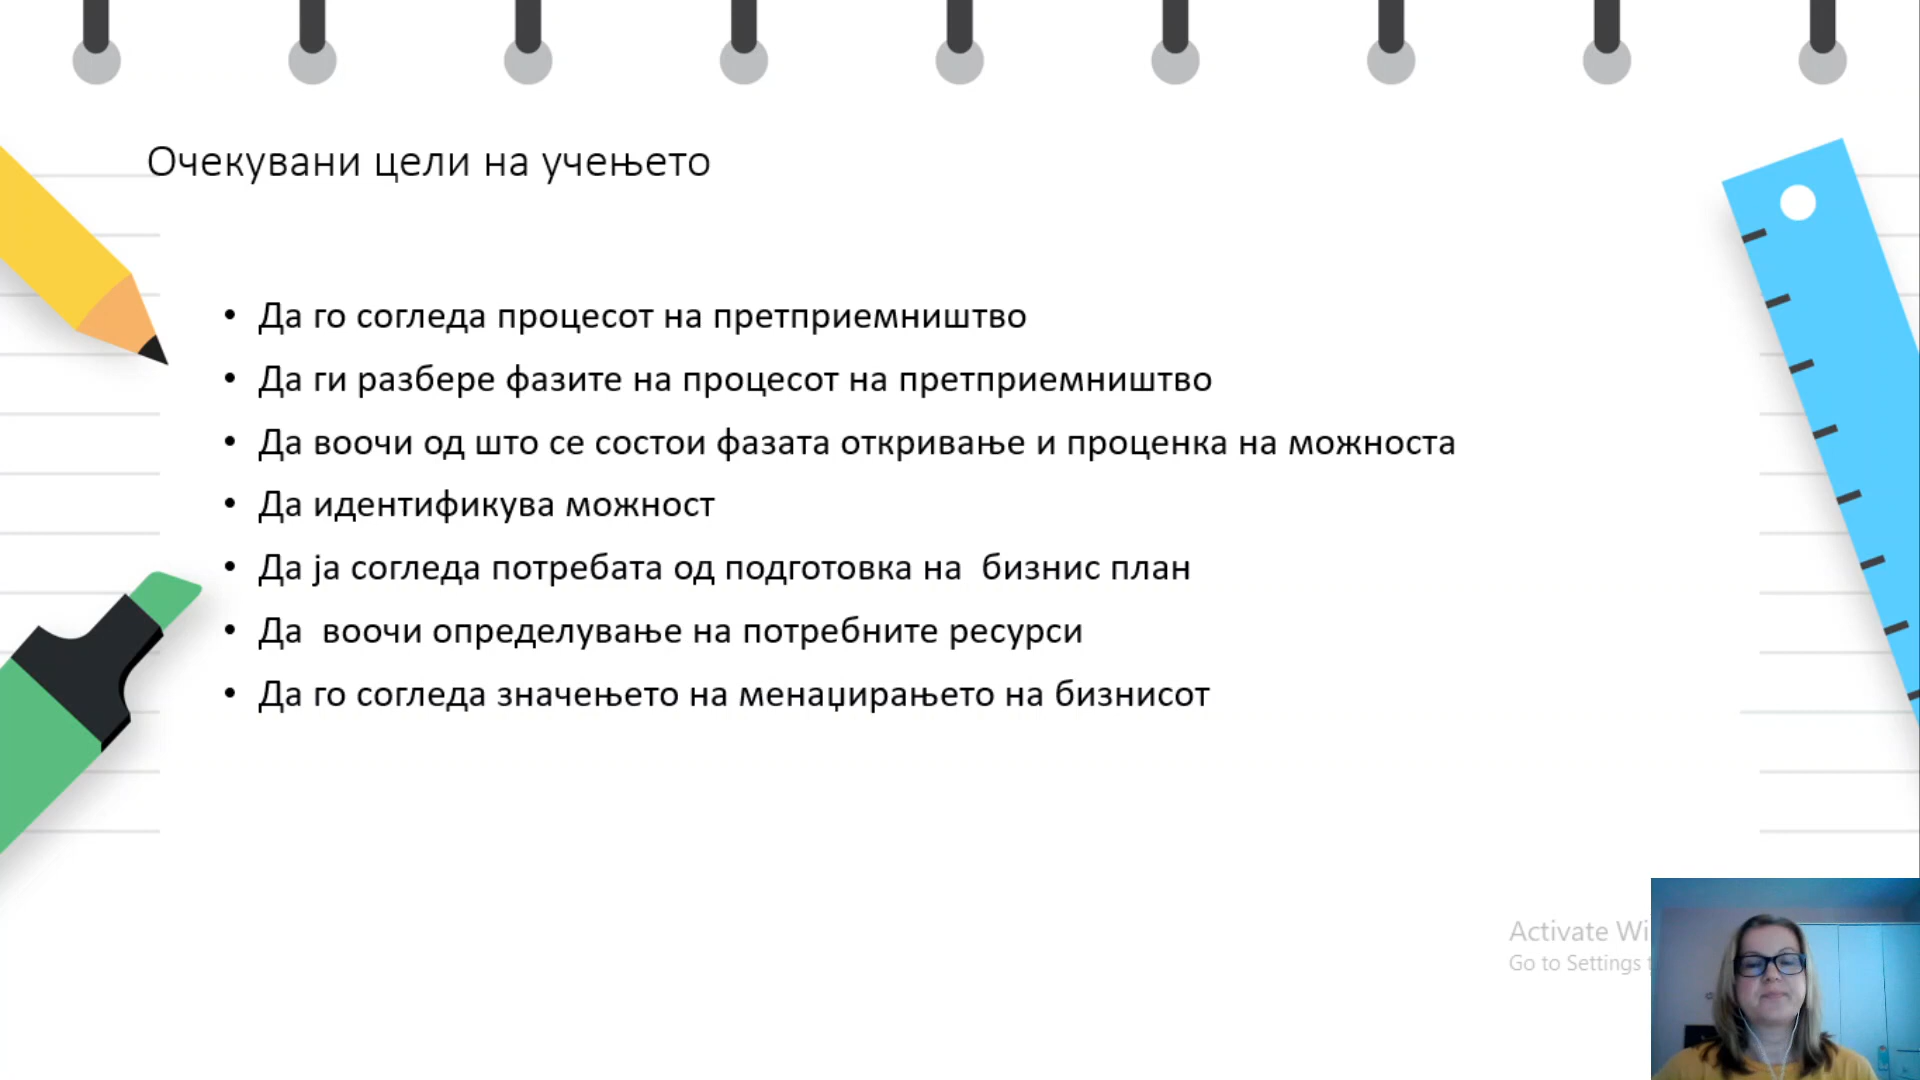 Очекувани цели на учењето
• Да го согледа процесот на претприемништво
• Да ги разбере фазите на процесот на претприемништво
• Да воочи од што се состои фазата откривање и проценка на можноста
• Да идентификува можност
• Да ја согледа потребата од подготовка на  бизнис план
• Да  воочи определување на потребните ресурси
• Да го согледа значењето на менаџирањето на бизнисот
Activate Wi
Go to Settings